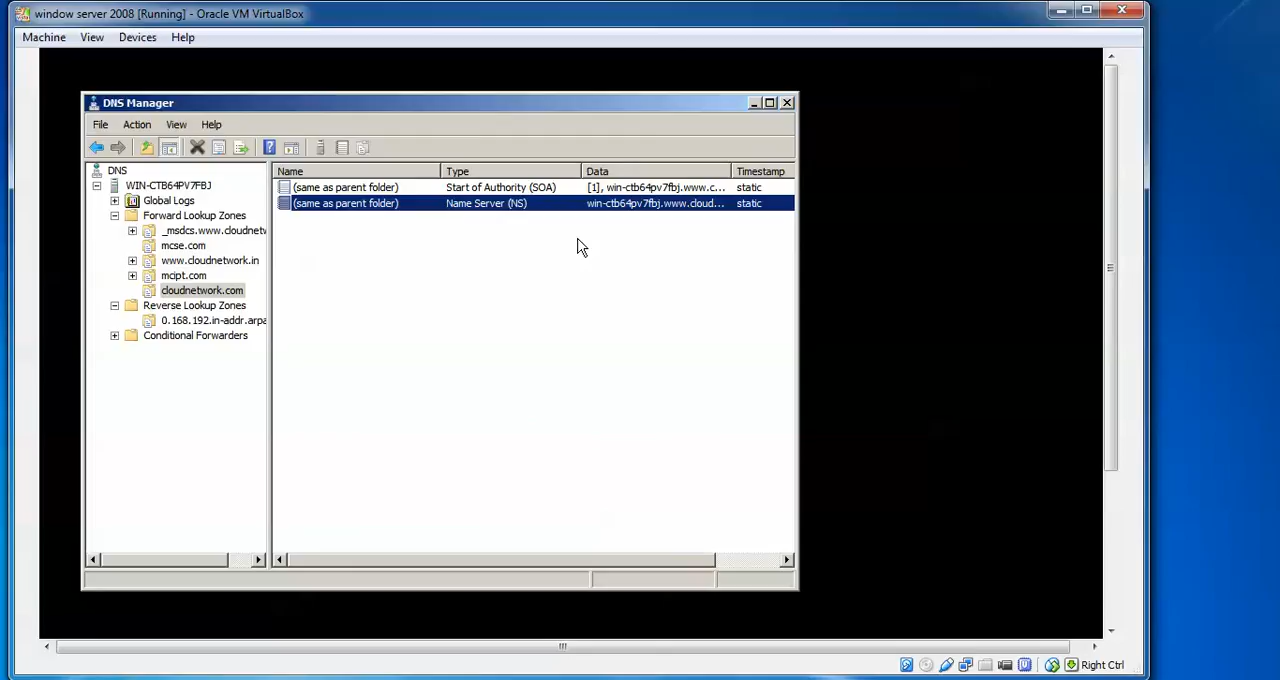 window server 2008 [Running] - Oracle VM VirtualBox
Machine View Devices Help
DNS Manager
File Action View Help
DNS
WIN-CTB64PV7FBJ
Global Logs
Forward Lookup Zones
_msdcs.www.cloudnetw
mcse.com
www.cloudnetwork.in
mcipt.com
cloudnetwork.com
Reverse Lookup Zones
0.168.192.in-addr.arpa
Conditional Forwarders
Name Type Data Timestamp
(same as parent folder) Start of Authority (SOA) [1], win-ctb64pv7fbj.www.c... static
(same as parent folder) Name Server (NS) win-ctb64pv7fbj.www.cloud... static
Right Ctrl